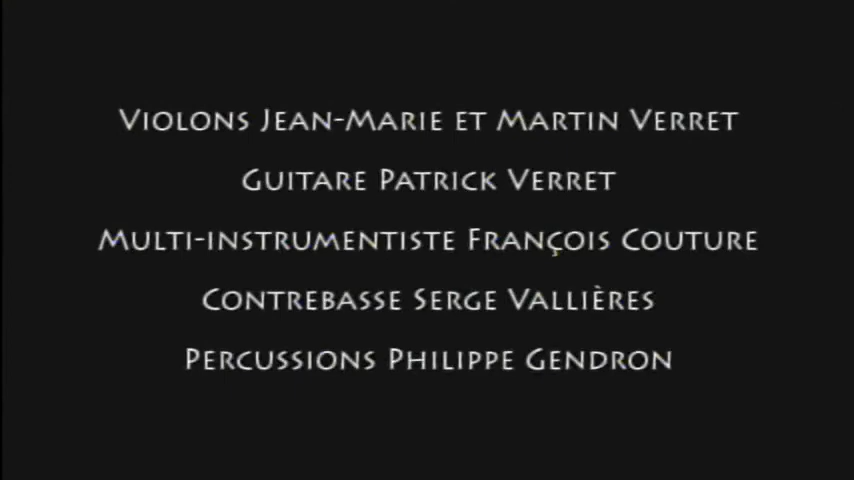 Violons Jean-Marie et Martin Verret
Guitare Patrick Verret
Multi-instrumentiste François Couture
Contrebasse Serge Vallières
Percussions Philippe Gendron